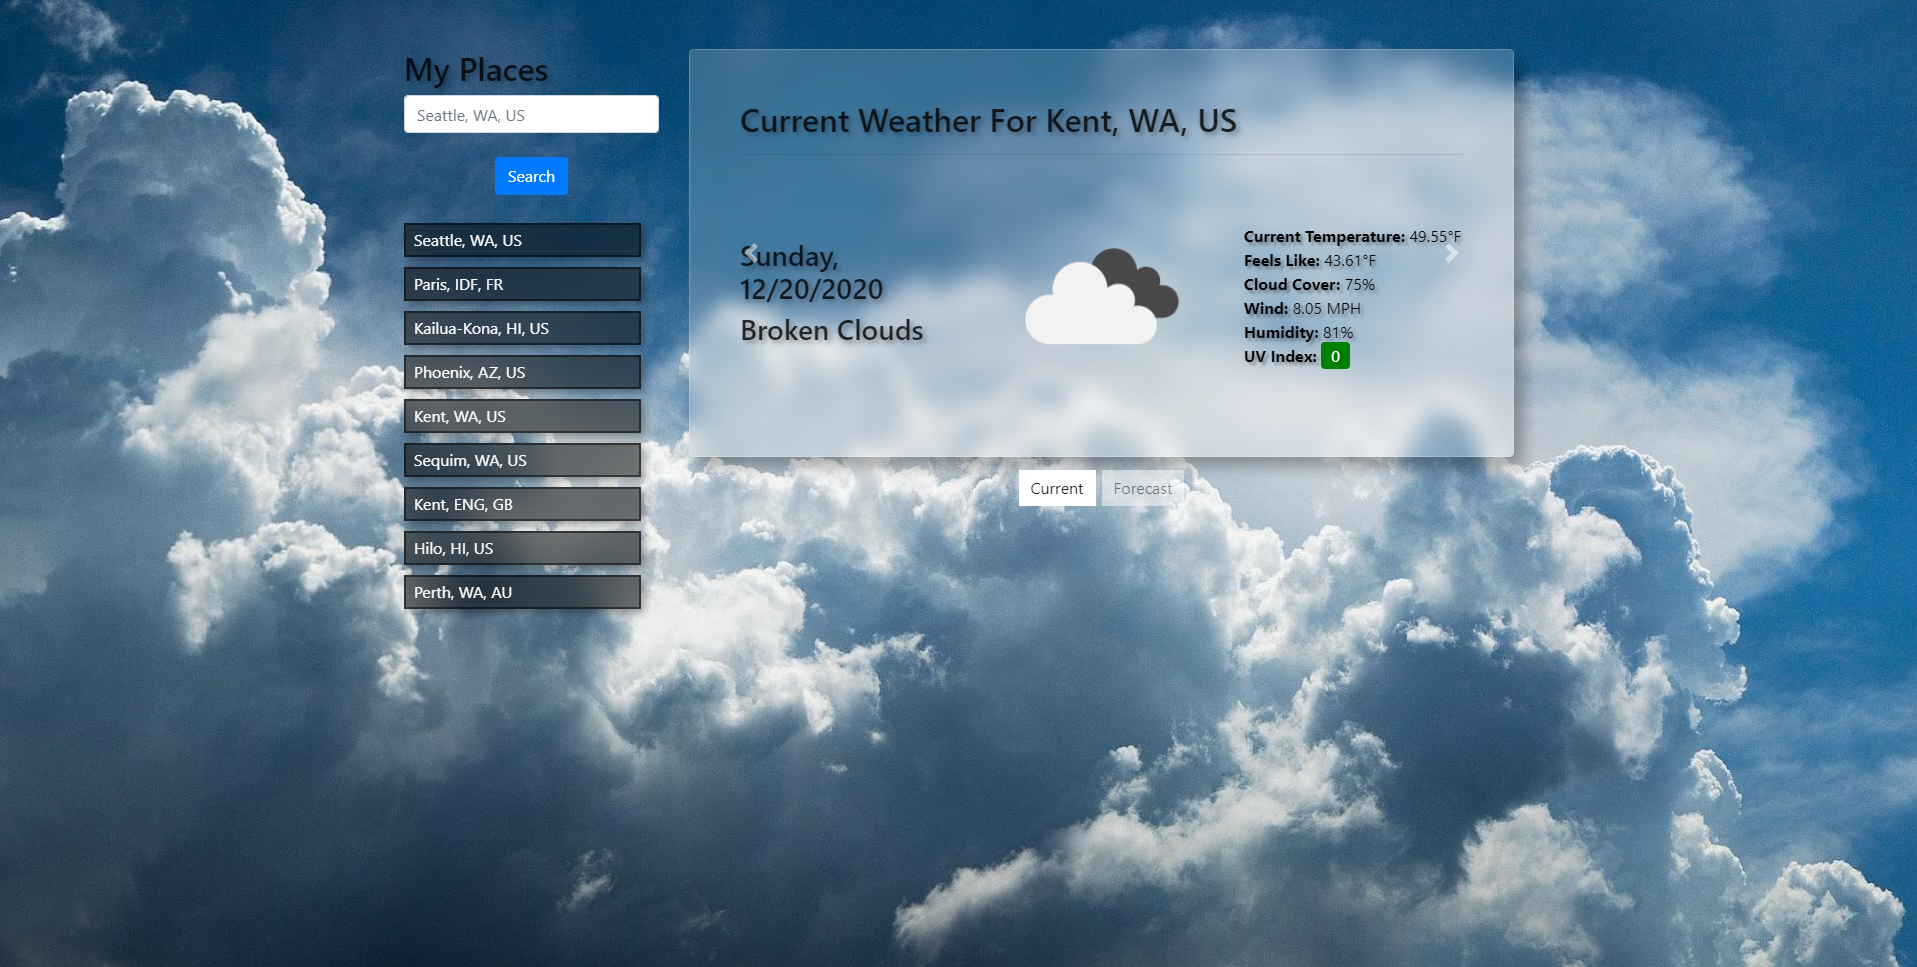 My Places
Seattle, WA, US
Search
Seattle, WA, US
Paris, IDF, FR
Kailua-Kona, HI, US
Phoenix, AZ, US
Kent, WA, US
Sequim, WA, US
Kent, ENG, GB
Hilo, HI, US
Perth, WA, AU
Current Weather For Kent, WA, US
Sunday,
12/20/2020
Broken Clouds
Current Temperature: 49.55°F
Feels Like: 43.61°F
Cloud Cover: 75%
Wind: 8.05 MPH
Humidity: 81%
UV Index: 0
Current
Forecast